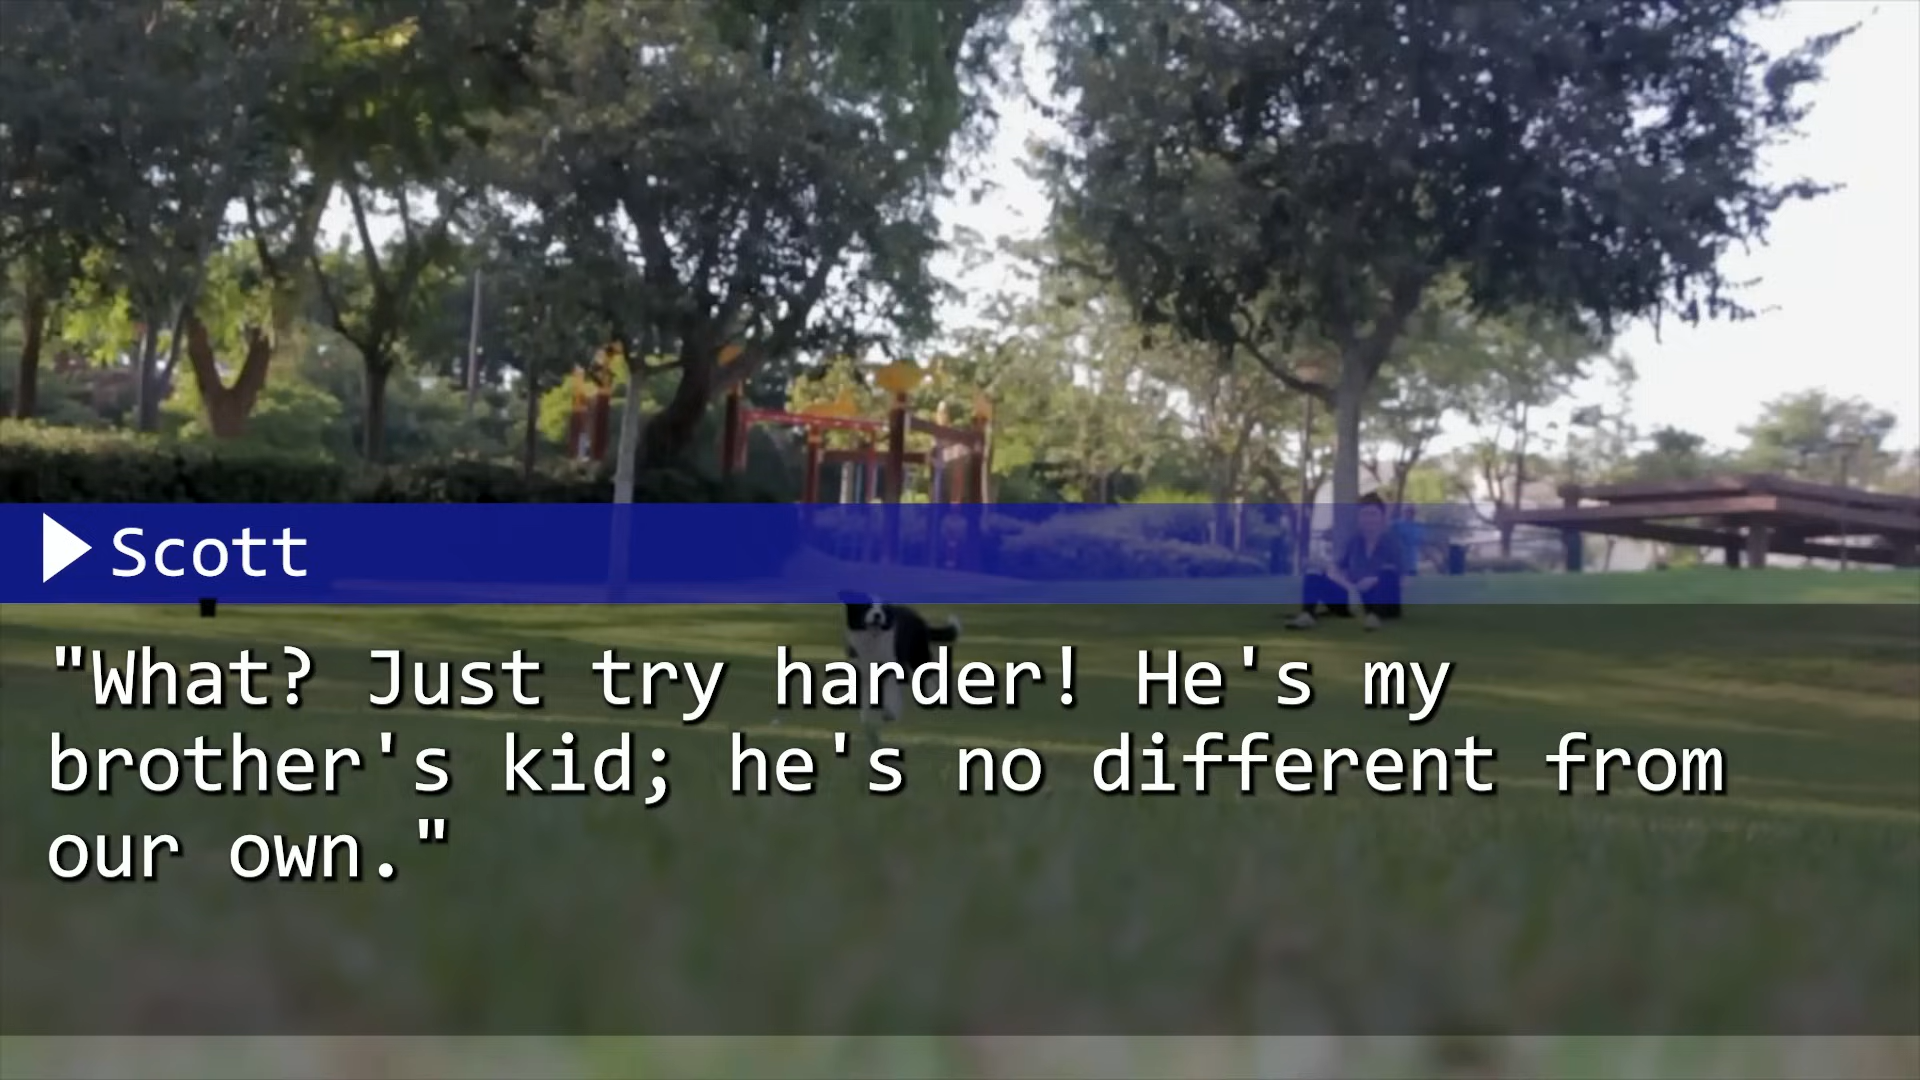 Scott
"What? Just try harder! He's my
brother's kid; he's no different from
our own."